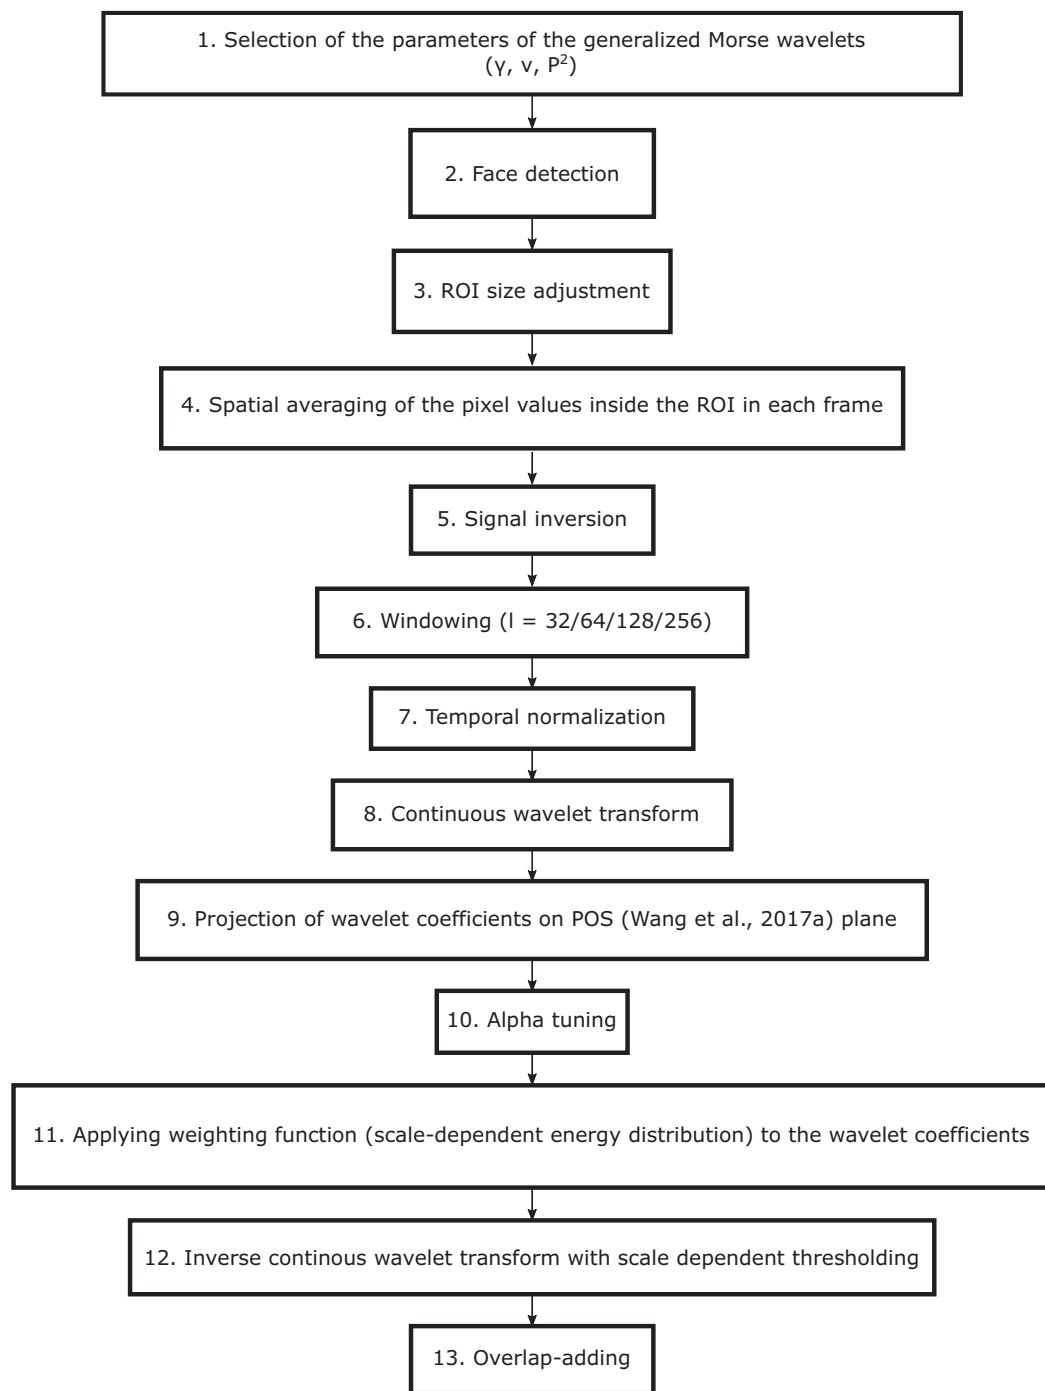 1. Selection of the parameters of the generalized Morse wavelets
(γ, ν, P²)
2. Face detection
3. ROI size adjustment
4. Spatial averaging of the pixel values inside the ROI in each frame
5. Signal inversion
6. Windowing (l = 32/64/128/256)
7. Temporal normalization
8. Continuous wavelet transform
9. Projection of wavelet coefficients on POS (Wang et al., 2017a) plane
10. Alpha tuning
11. Applying weighting function (scale-dependent energy distribution) to the wavelet coefficients
12. Inverse continous wavelet transform with scale dependent thresholding
13. Overlap-adding